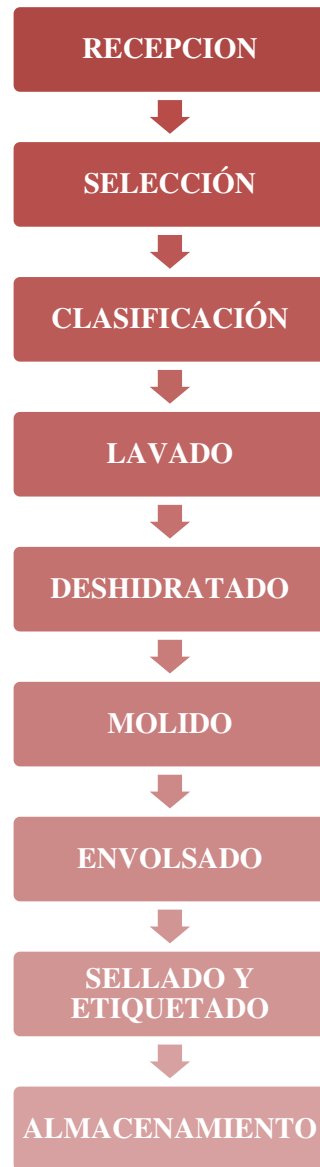 RECEPCION
SELECCIÓN
CLASIFICACIÓN
LAVADO
DESHIDRATADO
MOLIDO
ENVOLSADO
SELLADO Y
ETIQUETADO
ALMACENAMIENTO